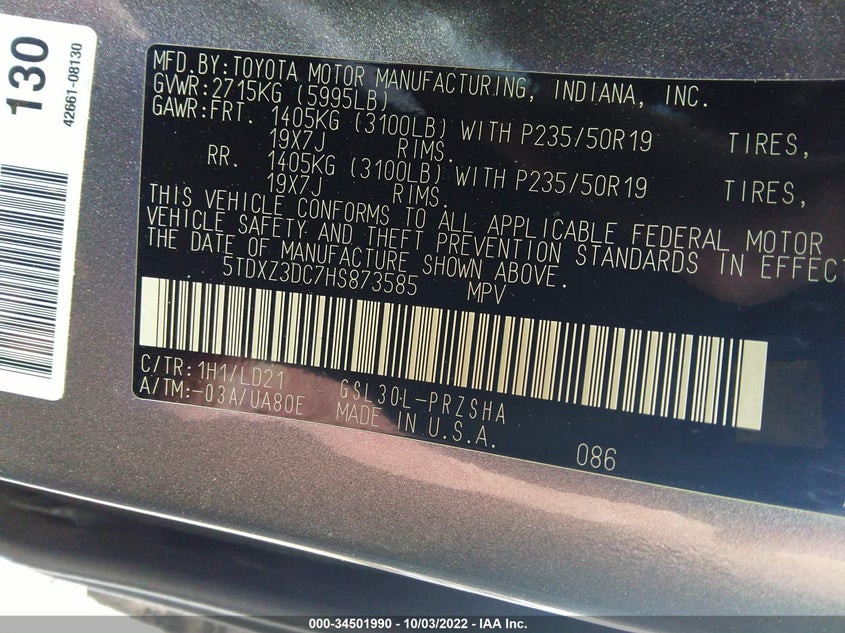 130
42661-08130
MFD.BY:TOYOTA MOTOR MANUFACTURING, INDIANA, INC.
GVWR:2715KG (5995LB)
GAWR:FRT. 1405KG (3100LB) WITH P235/50R19 TIRES,
19X7J RIMS.
RR. 1405KG (3100LB) WITH P235/50R19 TIRES,
19X7J RIMS.
THIS VEHICLE CONFORMS TO ALL APPLICABLE FEDERAL MOTOR
VEHICLE SAFETY AND THEFT PREVENTION STANDARDS IN EFFECT
THE DATE OF MANUFACTURE SHOWN ABOVE.
5TDXZ3DC7HS873585 MPV
C/TR:1H1/LD21 - GSL30L-PRZSHA
A/TM:-03A/UA80E MADE IN U.S.A.
086
000-34501990 - 10/03/2022 - IAA Inc.